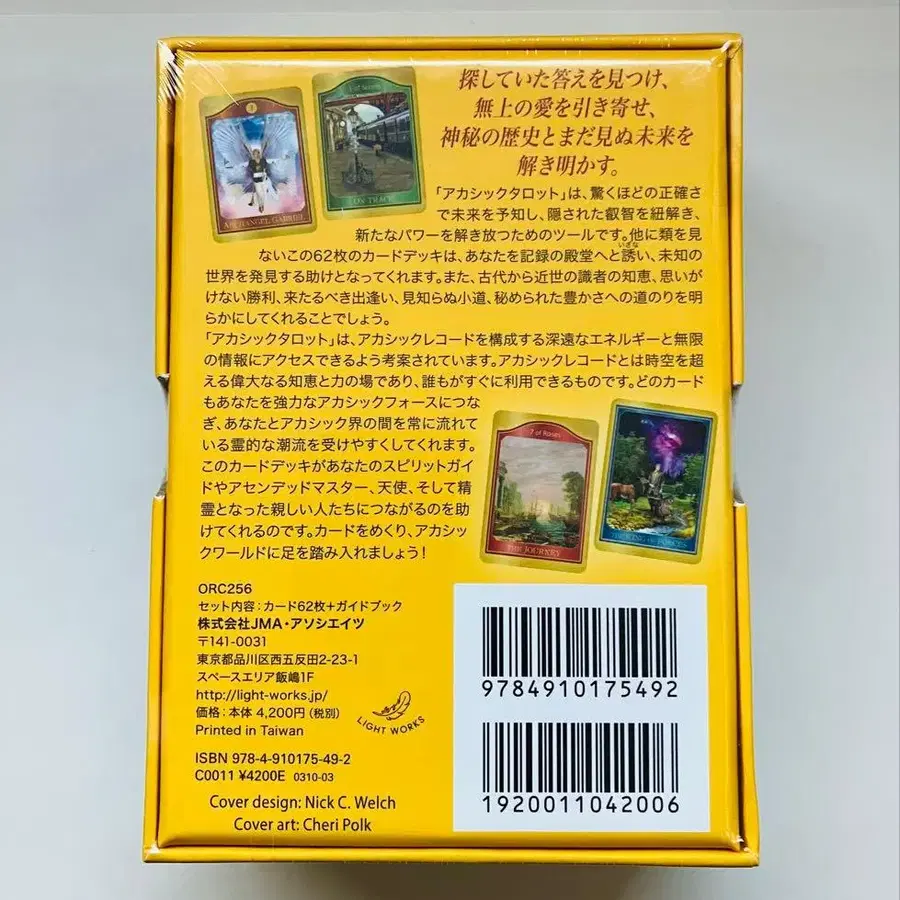 探していた答えを見つけ、
無上の愛を引き寄せ、
神秘の歴史とまだ見ぬ未来を
解き明かす。
「アカシックタロット」は、驚くほどの正確さ
で未来を予知し、隠された叡智を紐解き、
新たなパワーを解き放つためのツールです。他に類を見
ないこの62枚のカードデッキは、あなたを記録の殿堂へと誘い、未知の
世界を発見する助けとなってくれます。また、古代から近世の識者の知恵、思いが
けない勝利、来たるべき出逢い、見知らぬ小道、秘められた豊かさへの道のりを明
らかにしてくれることでしょう。
「アカシックタロット」は、アカシックレコードを構成する深遠なエネルギーと無限
の情報にアクセスできるよう考案されています。アカシックレコードとは時空を超
える偉大なる知恵と力の場であり、誰もがすぐに利用できるものです。どのカード
もあなたを強力なアカシックフォースにつな
ぎ、あなたとアカシック界の間を常に流れて
いる霊的な潮流を受けやすくしてくれます。
このカードデッキがあなたのスピリットガイ
ドやアセンデッドマスター、天使、そして精
霊となった親しい人たちにつながるのを助
けてくれるのです。カードをめくり、アカシッ
クワールドに足を踏み入れましょう！
いざな
ARCHANGEL GABRIEL
7 of Roses
THE JOURNEY
ORC256
セット内容：カード62枚+ガイドブック
株式会社JMA・アソシエイツ
〒141-0031
東京都品川区西五反田2-23-1
スペースエリア飯嶋1F
http://light-works.jp/
価格：本体 4,200円（税別）
Printed in Taiwan
LIGHT WORKS
ISBN 978-4-910175-49-2
C0011 ¥4200E 0310-03
Cover design: Nick C. Welch
Cover art: Cheri Polk
9784910175492
1920011042006